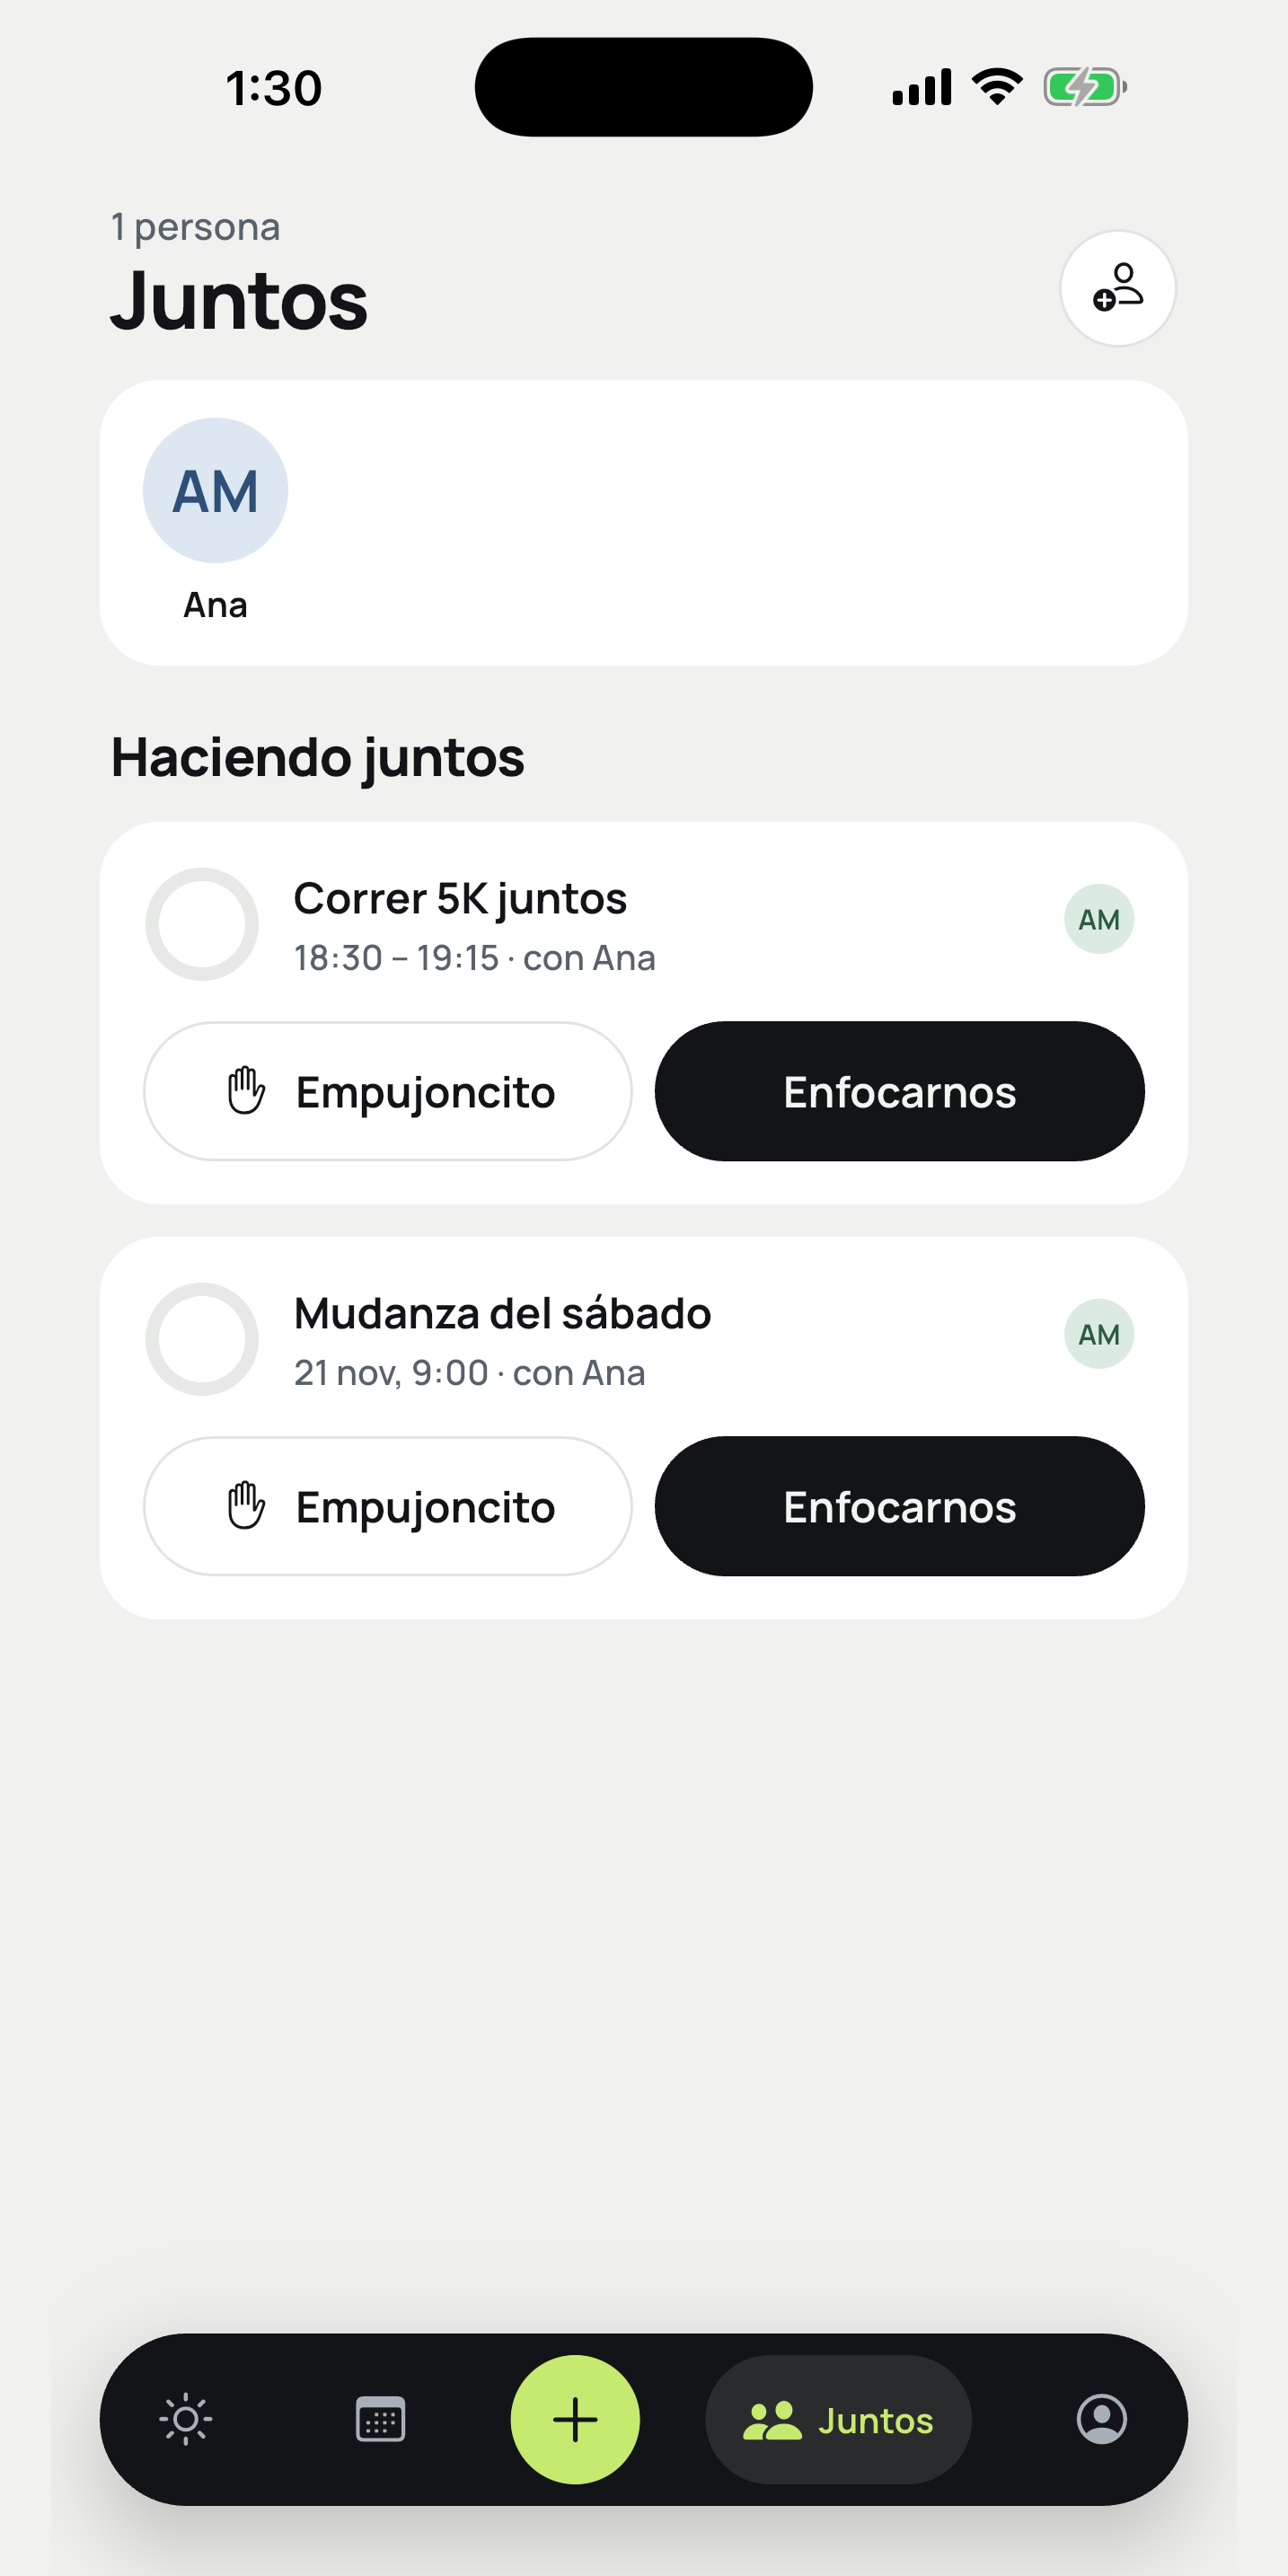 1:30
1 persona
Juntos
AM
Ana
Haciendo juntos
Correr 5K juntos
18:30 – 19:15 · con Ana
AM
Empujoncito
Enfocarnos
Mudanza del sábado
21 nov, 9:00 · con Ana
AM
Empujoncito
Enfocarnos
Juntos